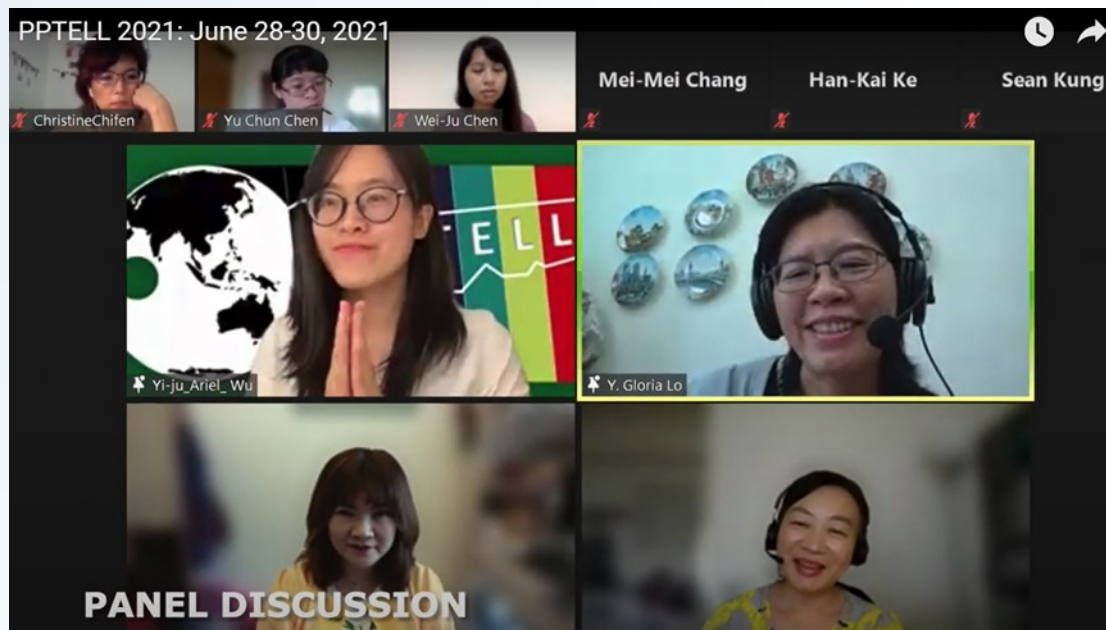 PPTELL 2021: June 28-30, 2021
ChristineChifen
Yu Chun Chen
Wei-Ju Chen
Mei-Mei Chang
Han-Kai Ke
Sean Kung
ELL
Yi-ju_Ariel_ Wu
Y. Gloria Lo
PANEL DISCUSSION